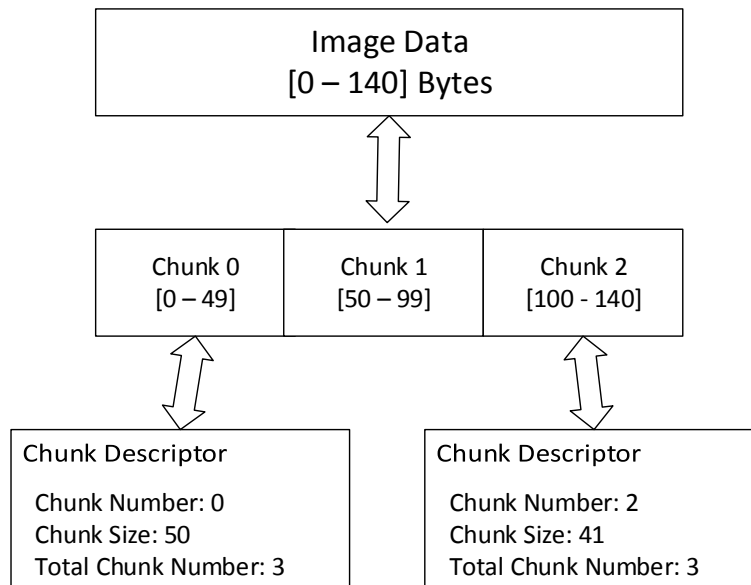 Image Data
[0 – 140] Bytes
Chunk 0
[0 – 49]
Chunk 1
[50 – 99]
Chunk 2
[100 - 140]
Chunk Descriptor
Chunk Number: 0
Chunk Size: 50
Total Chunk Number: 3
Chunk Descriptor
Chunk Number: 2
Chunk Size: 41
Total Chunk Number: 3